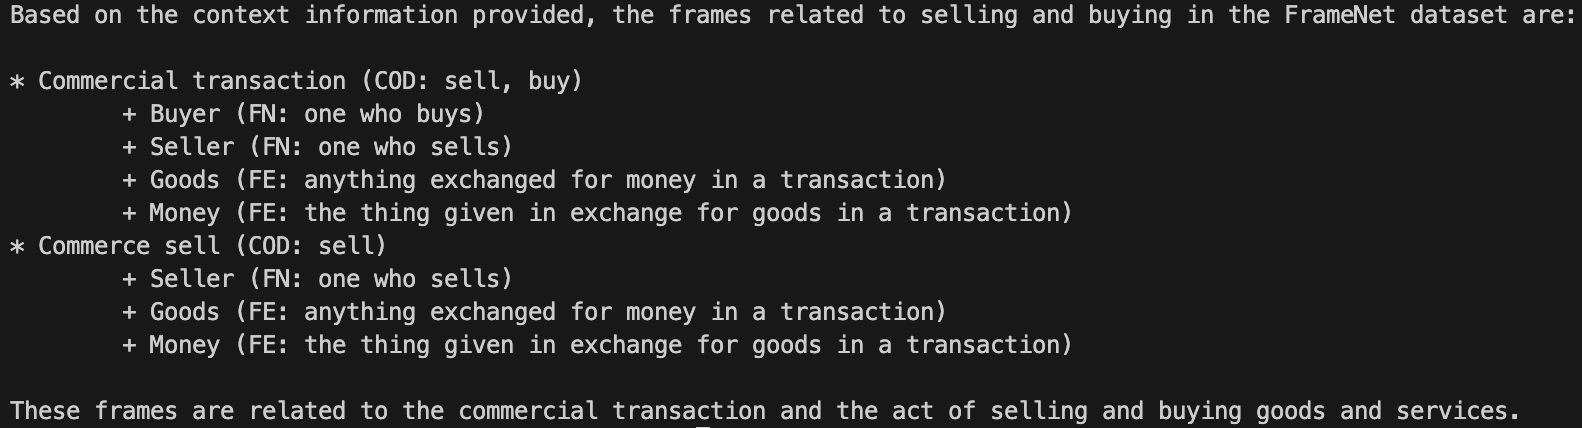 Based on the context information provided, the frames related to selling and buying in the FrameNet dataset are:
* Commercial transaction (COD: sell, buy)
+ Buyer (FN: one who buys)
+ Seller (FN: one who sells)
+ Goods (FE: anything exchanged for money in a transaction)
+ Money (FE: the thing given in exchange for goods in a transaction)
* Commerce sell (COD: sell)
+ Seller (FN: one who sells)
+ Goods (FE: anything exchanged for money in a transaction)
+ Money (FE: the thing given in exchange for goods in a transaction)
These frames are related to the commercial transaction and the act of selling and buying goods and services.